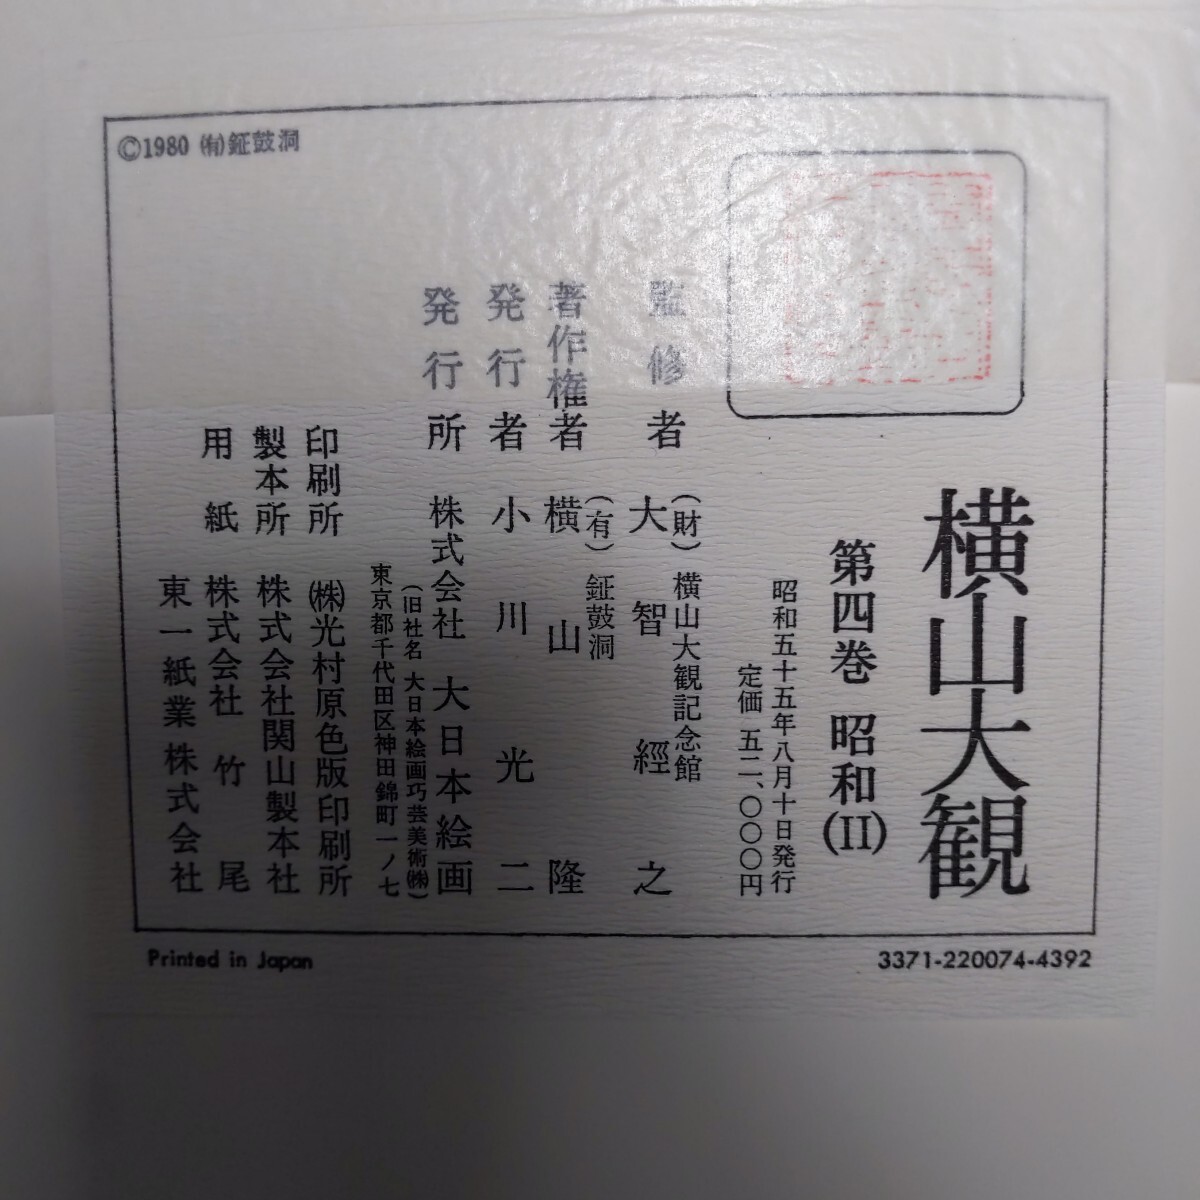 ©1980 ㈲鉦鼓洞
横山大観
第四巻 昭和(II)
昭和五十五年八月十日発行
定価 五二、〇〇〇円
(財)横山大観記念館
監修者 大智經之
(有)鉦鼓洞
著作権者 横山隆
発行者 小川光二
発行所 株式会社 大日本絵画
(旧社名 大日本絵画巧芸美術㈱)
東京都千代田区神田錦町一ノ七
印刷所 ㈱光村原色版印刷所
製本所 株式会社関山製本社
用紙 株式会社竹尾
東一紙業株式会社
Printed in Japan
3371-220074-4392